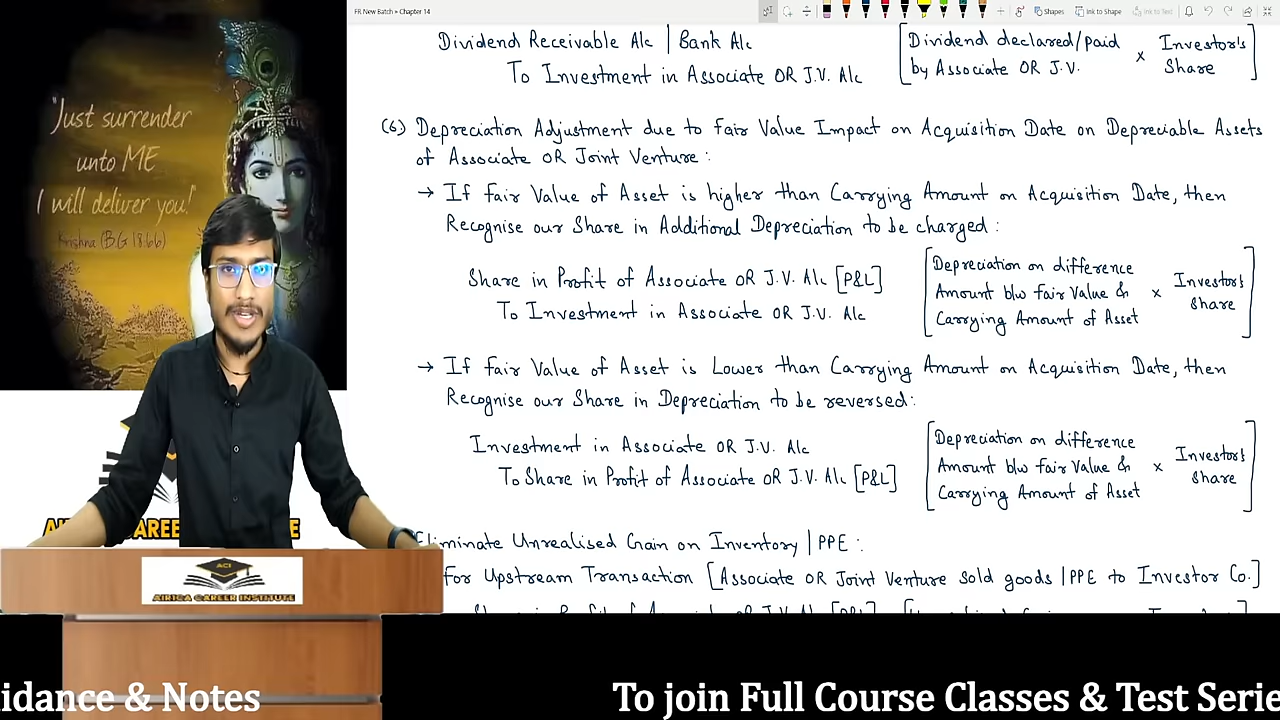 FR New Batch » Chapter 14
Shapes
Ink to Shape
Ink to Text
Dividend Receivable A/c | Bank A/c
To Investment in Associate OR J.V. A/c
[Dividend declared/paid by Associate OR J.V. × Investor's Share]
(6) Depreciation Adjustment due to Fair Value Impact on Acquisition Date on Depreciable Assets
of Associate OR Joint Venture:
→ If Fair Value of Asset is higher than Carrying Amount on Acquisition Date, then
Recognise our Share in Additional Depreciation to be charged:
Share in Profit of Associate OR J.V. A/c [P&L]
To Investment in Associate OR J.V. A/c
[Depreciation on difference
Amount b/w Fair Value &
Carrying Amount of Asset
× Investor's
Share]
→ If Fair Value of Asset is Lower than Carrying Amount on Acquisition Date, then
Recognise our Share in Depreciation to be reversed:
Investment in Associate OR J.V. A/c
To Share in Profit of Associate OR J.V. A/c [P&L]
[Depreciation on difference
Amount b/w Fair Value &
Carrying Amount of Asset
× Investor's
Share]
Eliminate Unrealised Gain on Inventory | PPE :
For Upstream Transaction [Associate OR Joint Venture sold goods | PPE to Investor Co.]
"Just surrender
unto ME
I will deliver you!"
Krishna (B.G 18:66)
ACI
AIRICA CAREER INSTITUTE
idance & Notes
To join Full Course Classes & Test Serie